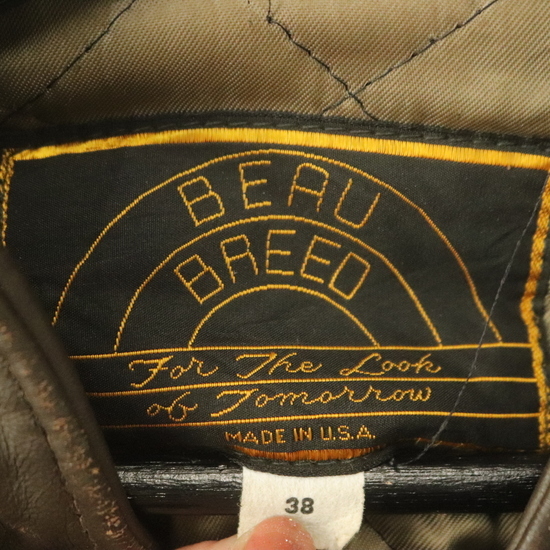 BEAU
BREED
For The Look
of Tomorrow
MADE IN U.S.A.
38